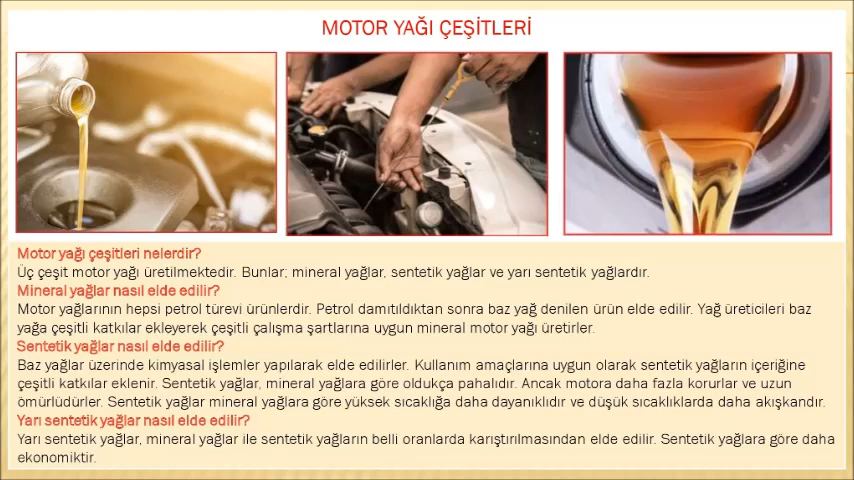 MOTOR YAĞI ÇEŞİTLERİ
Motor yağı çeşitleri nelerdir?
Üç çeşit motor yağı üretilmektedir. Bunlar; mineral yağlar, sentetik yağlar ve yarı sentetik yağlardır.
Mineral yağlar nasıl elde edilir?
Motor yağlarının hepsi petrol türevi ürünlerdir. Petrol damıtıldıktan sonra baz yağ denilen ürün elde edilir. Yağ üreticileri baz
yağa çeşitli katkılar ekleyerek çeşitli çalışma şartlarına uygun mineral motor yağı üretirler.
Sentetik yağlar nasıl elde edilir?
Baz yağlar üzerinde kimyasal işlemler yapılarak elde edilirler. Kullanım amaçlarına uygun olarak sentetik yağların içeriğine
çeşitli katkılar eklenir. Sentetik yağlar, mineral yağlara göre oldukça pahalıdır. Ancak motora daha fazla korurlar ve uzun
ömürlüdürler. Sentetik yağlar mineral yağlara göre yüksek sıcaklığa daha dayanıklıdır ve düşük sıcaklıklarda daha akışkandır.
Yarı sentetik yağlar nasıl elde edilir?
Yarı sentetik yağlar, mineral yağlar ile sentetik yağların belli oranlarda karıştırılmasından elde edilir. Sentetik yağlara göre daha
ekonomiktir.